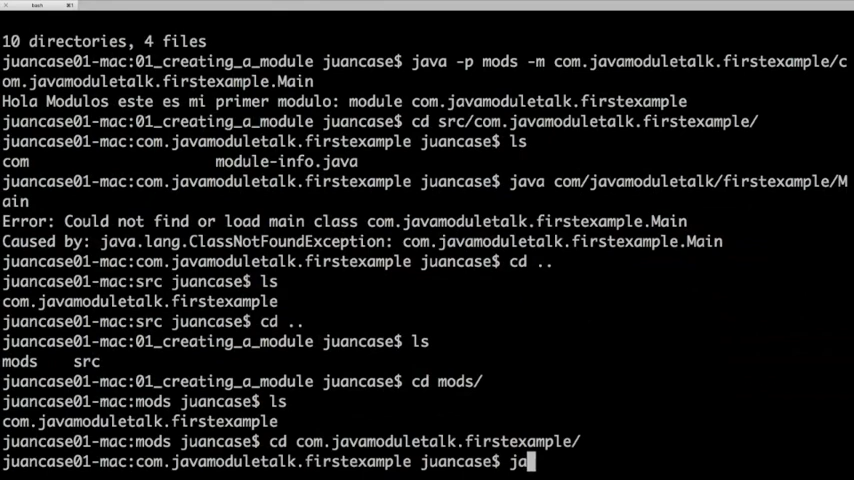 bash
⌘1
10 directories, 4 files
juancase01-mac:01_creating_a_module juancase$ java -p mods -m com.javamoduletalk.firstexample/c
om.javamoduletalk.firstexample.Main
Hola Modulos este es mi primer modulo: module com.javamoduletalk.firstexample
juancase01-mac:01_creating_a_module juancase$ cd src/com.javamoduletalk.firstexample/
juancase01-mac:com.javamoduletalk.firstexample juancase$ ls
com module-info.java
juancase01-mac:com.javamoduletalk.firstexample juancase$ java com/javamoduletalk/firstexample/M
ain
Error: Could not find or load main class com.javamoduletalk.firstexample.Main
Caused by: java.lang.ClassNotFoundException: com.javamoduletalk.firstexample.Main
juancase01-mac:com.javamoduletalk.firstexample juancase$ cd ..
juancase01-mac:src juancase$ ls
com.javamoduletalk.firstexample
juancase01-mac:src juancase$ cd ..
juancase01-mac:01_creating_a_module juancase$ ls
mods src
juancase01-mac:01_creating_a_module juancase$ cd mods/
juancase01-mac:mods juancase$ ls
com.javamoduletalk.firstexample
juancase01-mac:mods juancase$ cd com.javamoduletalk.firstexample/
juancase01-mac:com.javamoduletalk.firstexample juancase$ ja